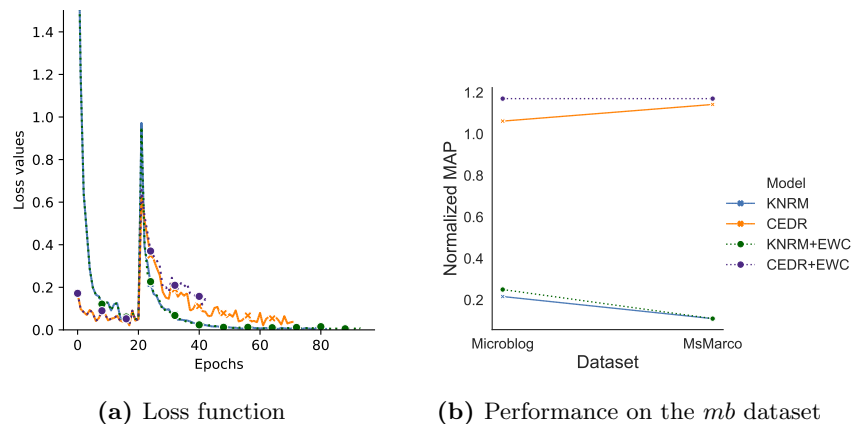 1.4
1.2
1.0
0.8
0.6
0.4
0.2
0.0
Loss values
0 20 40 60 80
Epochs
1.2
1.0
0.8
0.6
0.4
0.2
Normalized MAP
Microblog MsMarco
Dataset
Model
KNRM
CEDR
KNRM+EWC
CEDR+EWC
(a) Loss function
(b) Performance on the mb dataset